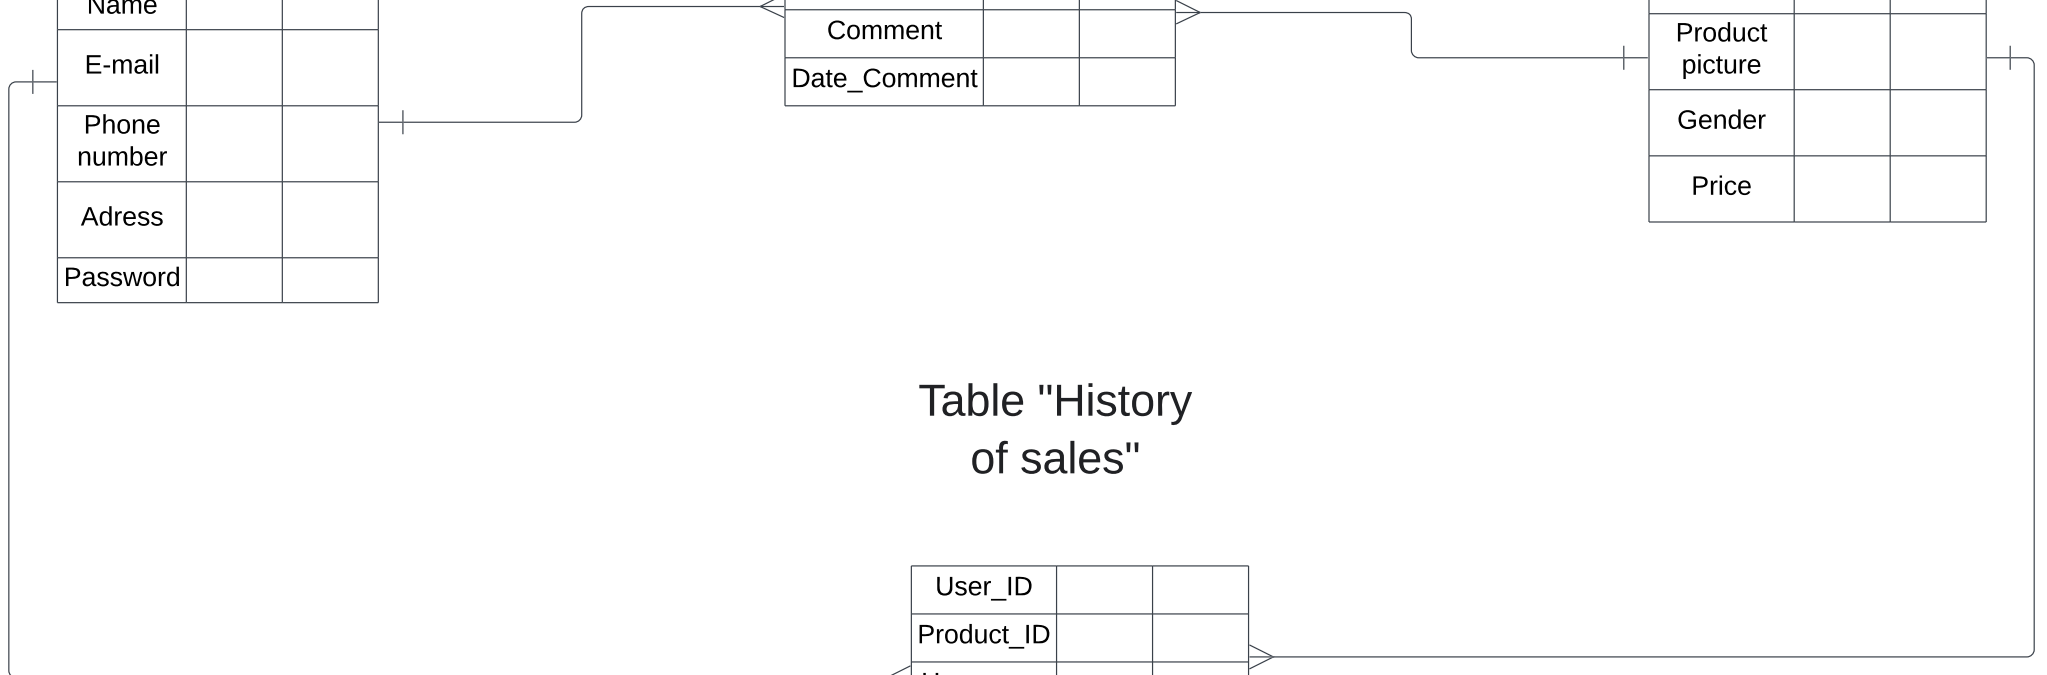 Name
E-mail
Phone
number
Adress
Password
Comment
Date_Comment
Product
picture
Gender
Price
Table "History
of sales"
User_ID
Product_ID